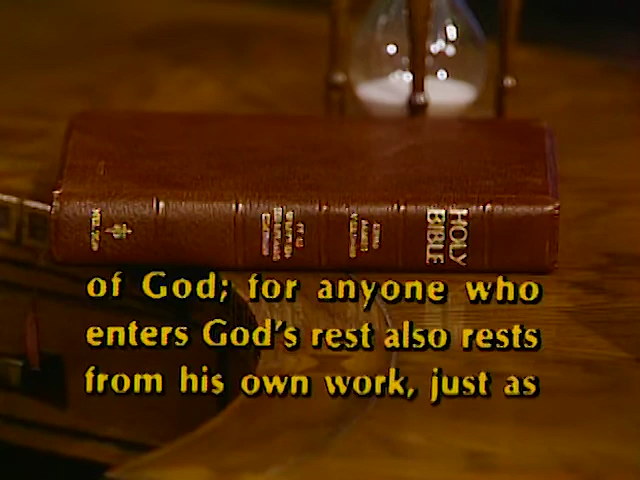 HOLY
BIBLE
of God; for anyone who
enters God's rest also rests
from his own work, just as